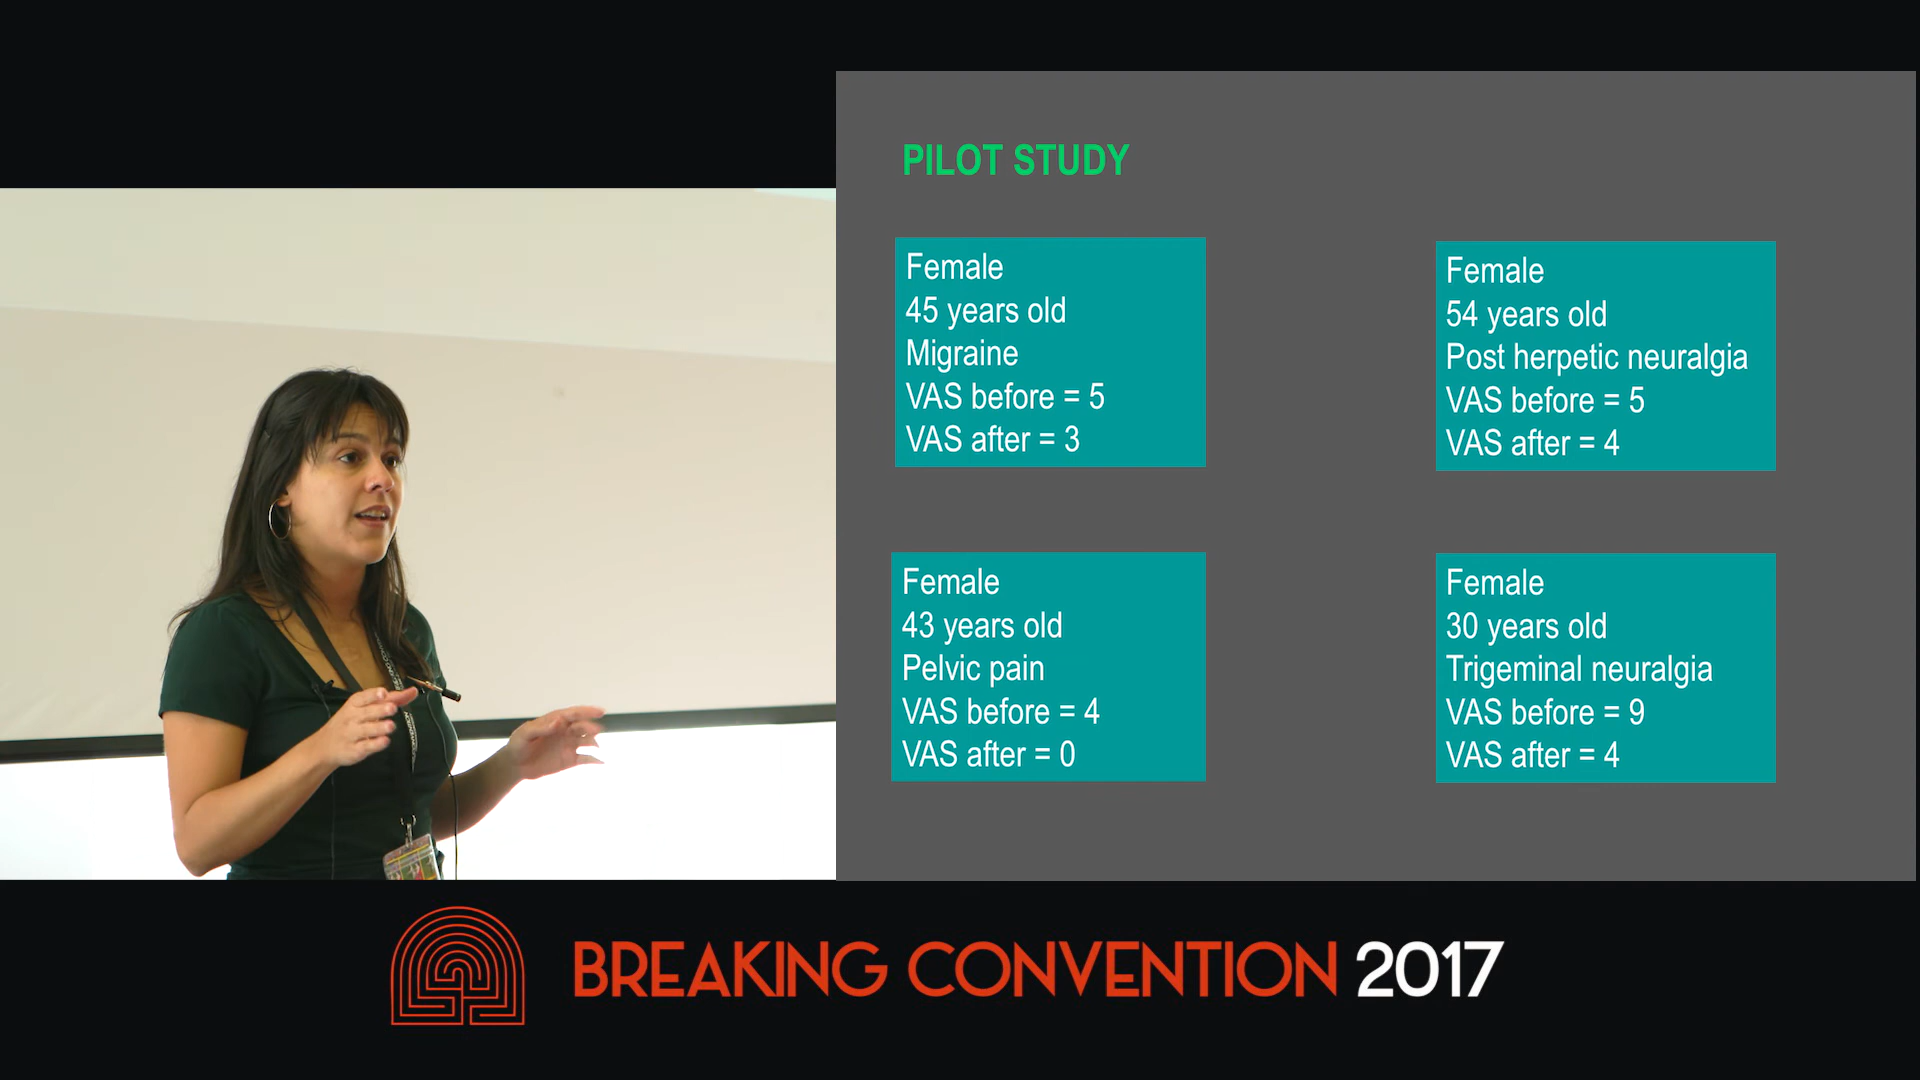 PILOT STUDY
Female
45 years old
Migraine
VAS before = 5
VAS after = 3
Female
54 years old
Post herpetic neuralgia
VAS before = 5
VAS after = 4
Female
43 years old
Pelvic pain
VAS before = 4
VAS after = 0
Female
30 years old
Trigeminal neuralgia
VAS before = 9
VAS after = 4
BREAKING CONVENTION 2017